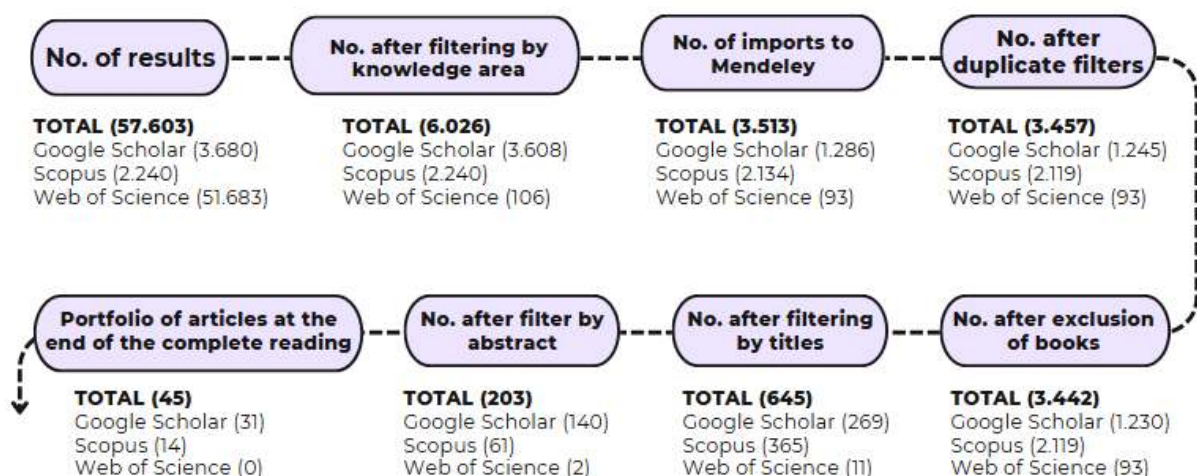 No. of results
TOTAL (57.603)
Google Scholar (3.680)
Scopus (2.240)
Web of Science (51.683)
No. after filtering by
knowledge area
TOTAL (6.026)
Google Scholar (3.608)
Scopus (2.240)
Web of Science (106)
No. of imports to
Mendeley
TOTAL (3.513)
Google Scholar (1.286)
Scopus (2.134)
Web of Science (93)
No. after
duplicate filters
TOTAL (3.457)
Google Scholar (1.245)
Scopus (2.119)
Web of Science (93)
No. after exclusion
of books
TOTAL (3.442)
Google Scholar (1.230)
Scopus (2.119)
Web of Science (93)
No. after filtering
by titles
TOTAL (645)
Google Scholar (269)
Scopus (365)
Web of Science (11)
No. after filter by
abstract
TOTAL (203)
Google Scholar (140)
Scopus (61)
Web of Science (2)
Portfolio of articles at the
end of the complete reading
TOTAL (45)
Google Scholar (31)
Scopus (14)
Web of Science (0)